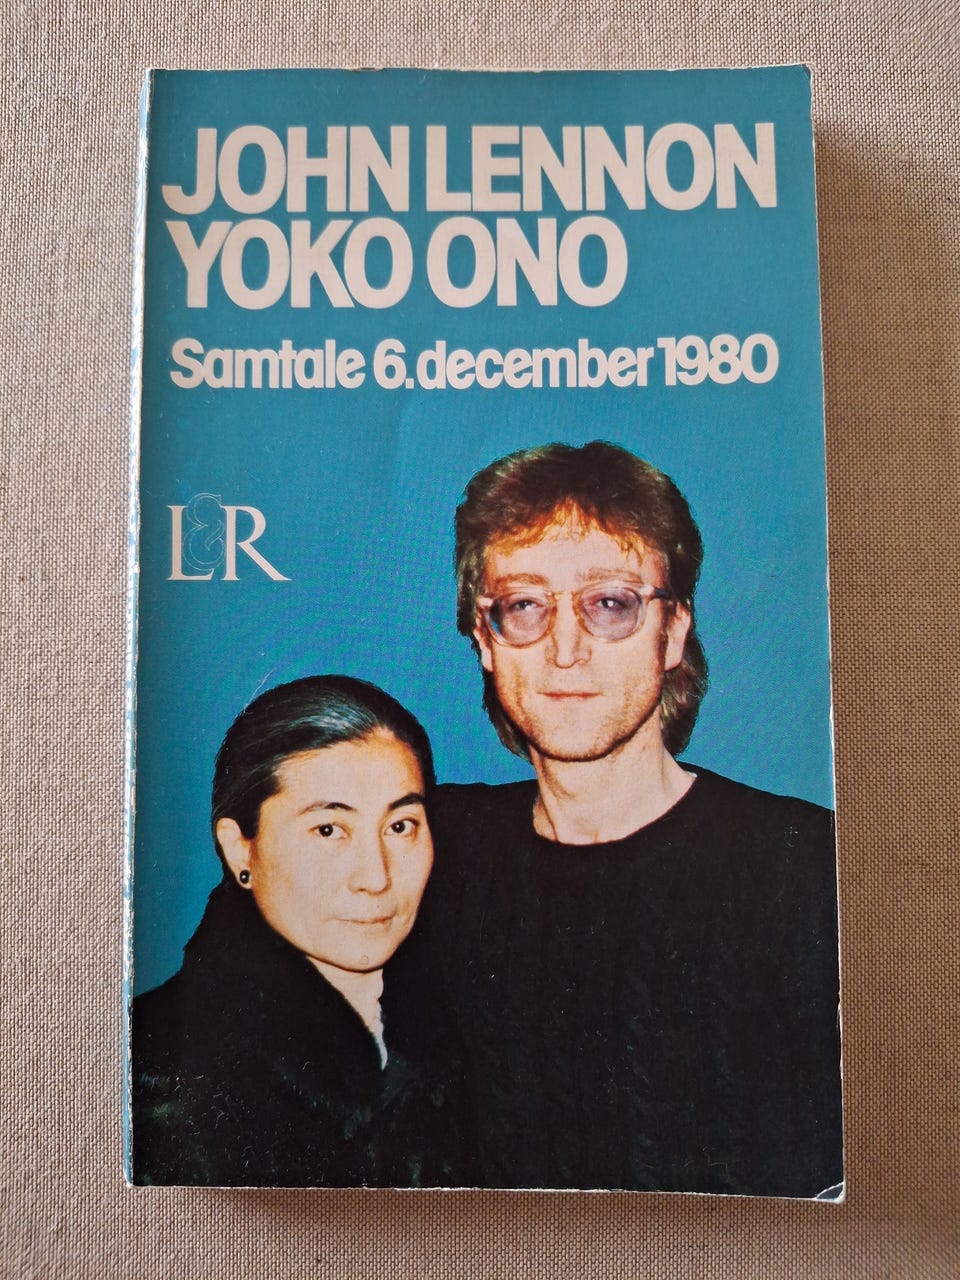 JOHN LENNON
YOKO ONO
Samtale 6. december 1980
L&R